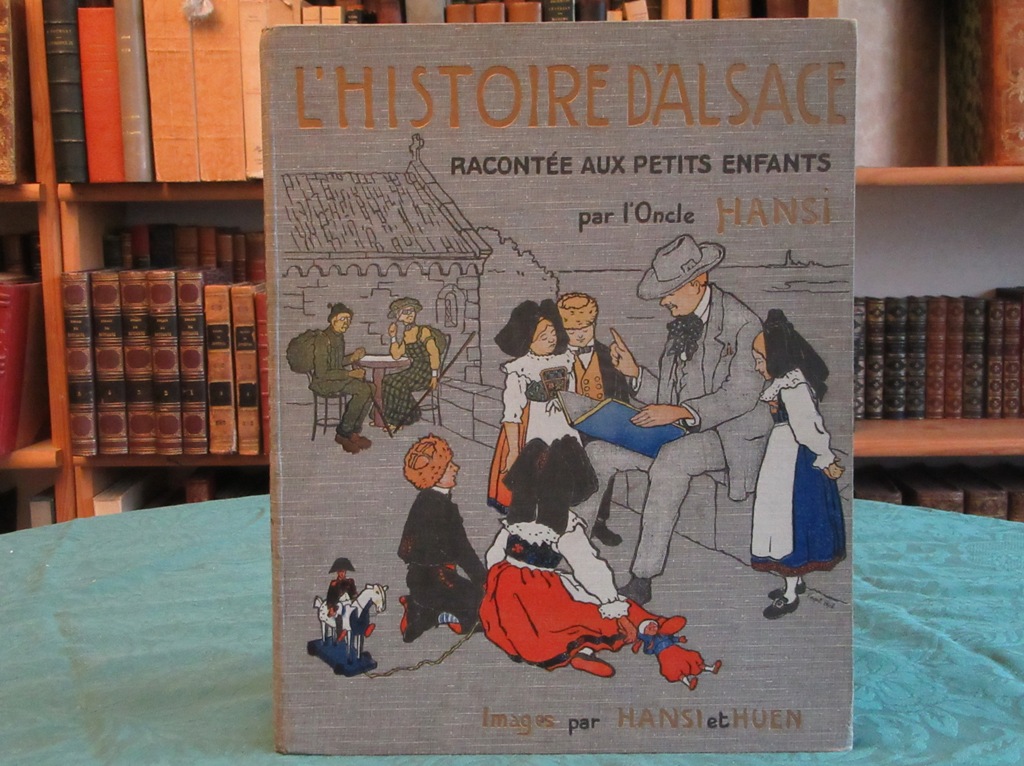 L'HISTOIRE D'ALSACE
RACONTÉE AUX PETITS ENFANTS
par l'Oncle HANSi
Images par HANSI et HUEN